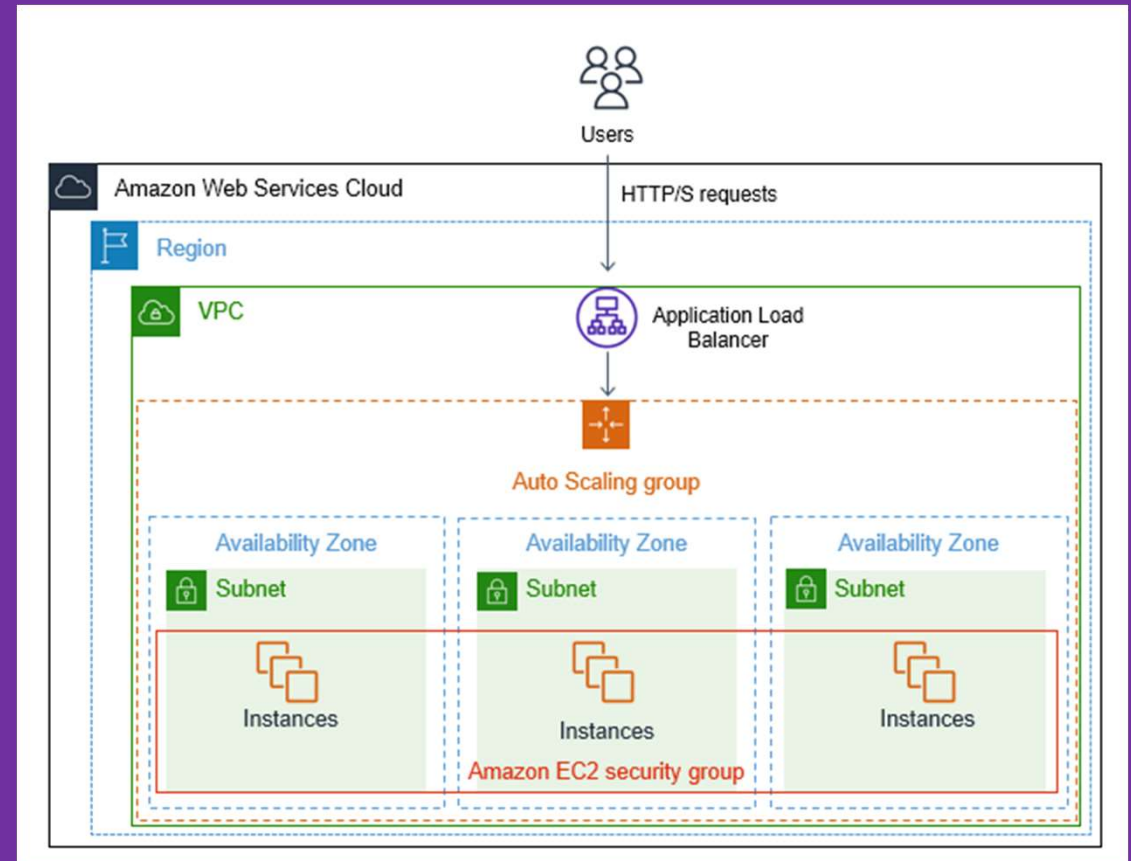 Users
Amazon Web Services Cloud
HTTP/S requests
Region
VPC
Application Load
Balancer
Auto Scaling group
Availability Zone
Availability Zone
Availability Zone
Subnet
Subnet
Subnet
Instances
Instances
Instances
Amazon EC2 security group